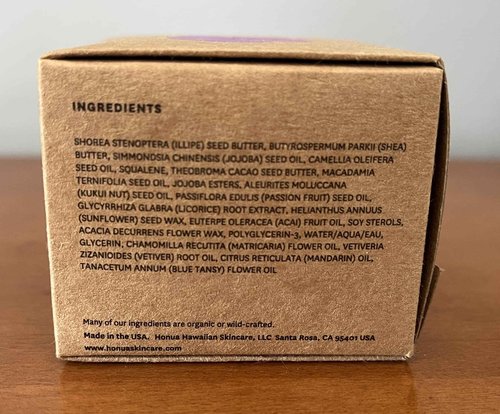 INGREDIENTS
SHOREA STENOPTERA (ILLIPE) SEED BUTTER, BUTYROSPERMUM PARKII (SHEA)
BUTTER, SIMMONOSIA CHINENSIS (JOJOBA) SEED OIL, CAMELLIA OLEIFERA
SEED OIL, SQUALENE, THEOBROMA CACAO SEED BUTTER, MACADAMIA
TERNIFOLIA SEED OIL, JOJOBA ESTERS, ALEURITES MOLUCCANA
(KUKUI NUT) SEED OIL, PASSIFLORA EDULIS (PASSION FRUIT) SEED OIL,
GLYCYRRHIZA GLABRA (LICORICE) ROOT EXTRACT, HELIANTHUS ANNUUS
(SUNFLOWER) SEED WAX, EUTERPE OLERACEA (ACAI) FRUIT OIL, SOY STEROLS,
ACACIA DECURRENS FLOWER WAX, POLYGLYCERIN-3, WATER/AQUA/EAU,
GLYCERIN, CHAMOMILLA RECUTITA (MATRICARIA) FLOWER OIL, VETIVERIA
ZIZANIOIDES (VETIVER) ROOT OIL, CITRUS RETICULATA (MANDARIN) OIL,
TANACETUM ANNUM (BLUE TANSY) FLOWER OIL
Many of our ingredients are organic or wild-crafted.
Made in the USA. Honua Hawaiian Skincare, LLC Santa Rosa, CA 95401 USA
www.honuaskincare.com